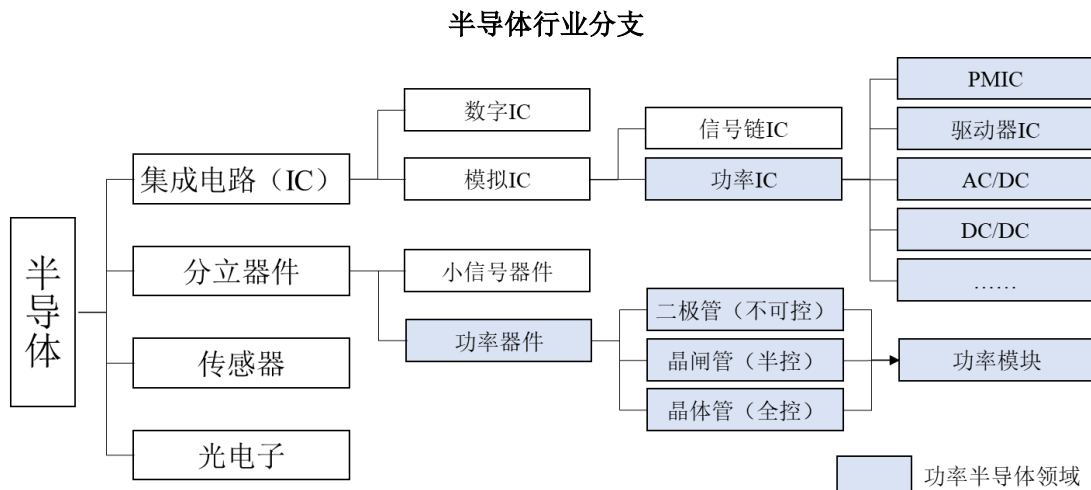 半导体行业分支
半导体
集成电路（IC）
分立器件
传感器
光电子
数字IC
模拟IC
小信号器件
功率器件
信号链IC
功率IC
二极管（不可控）
晶闸管（半控）
晶体管（全控）
PMIC
驱动器IC
AC/DC
DC/DC
……
功率模块
功率半导体领域